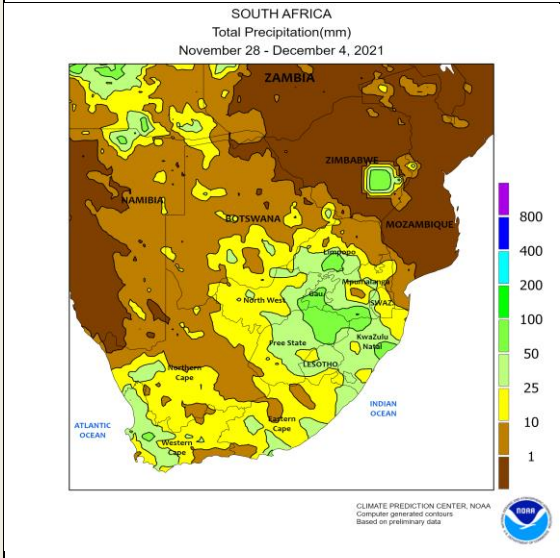 SOUTH AFRICA
Total Precipitation(mm)
November 28 - December 4, 2021
ZAMBIA
ZIMBABWE
NAMIBIA
BOTSWANA
MOZAMBIQUE
Limpopo
Mpumalanga
Gau
SWAZ.
North West
KwaZulu
Natal
Free State
LESOTHO
Northern
Cape
Eastern
Cape
Western
Cape
ATLANTIC
OCEAN
INDIAN
OCEAN
800
400
200
100
50
25
10
1
CLIMATE PREDICTION CENTER, NOAA
Computer generated contours
Based on preliminary data
NOAA